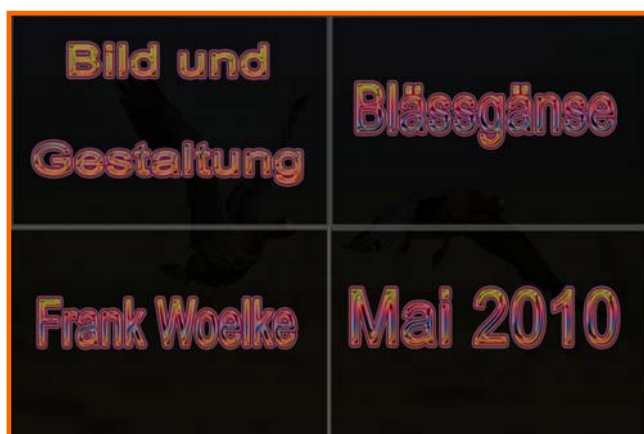 Bild und
Gestaltung
Blässgänse
Frank Woelke
Mai 2010